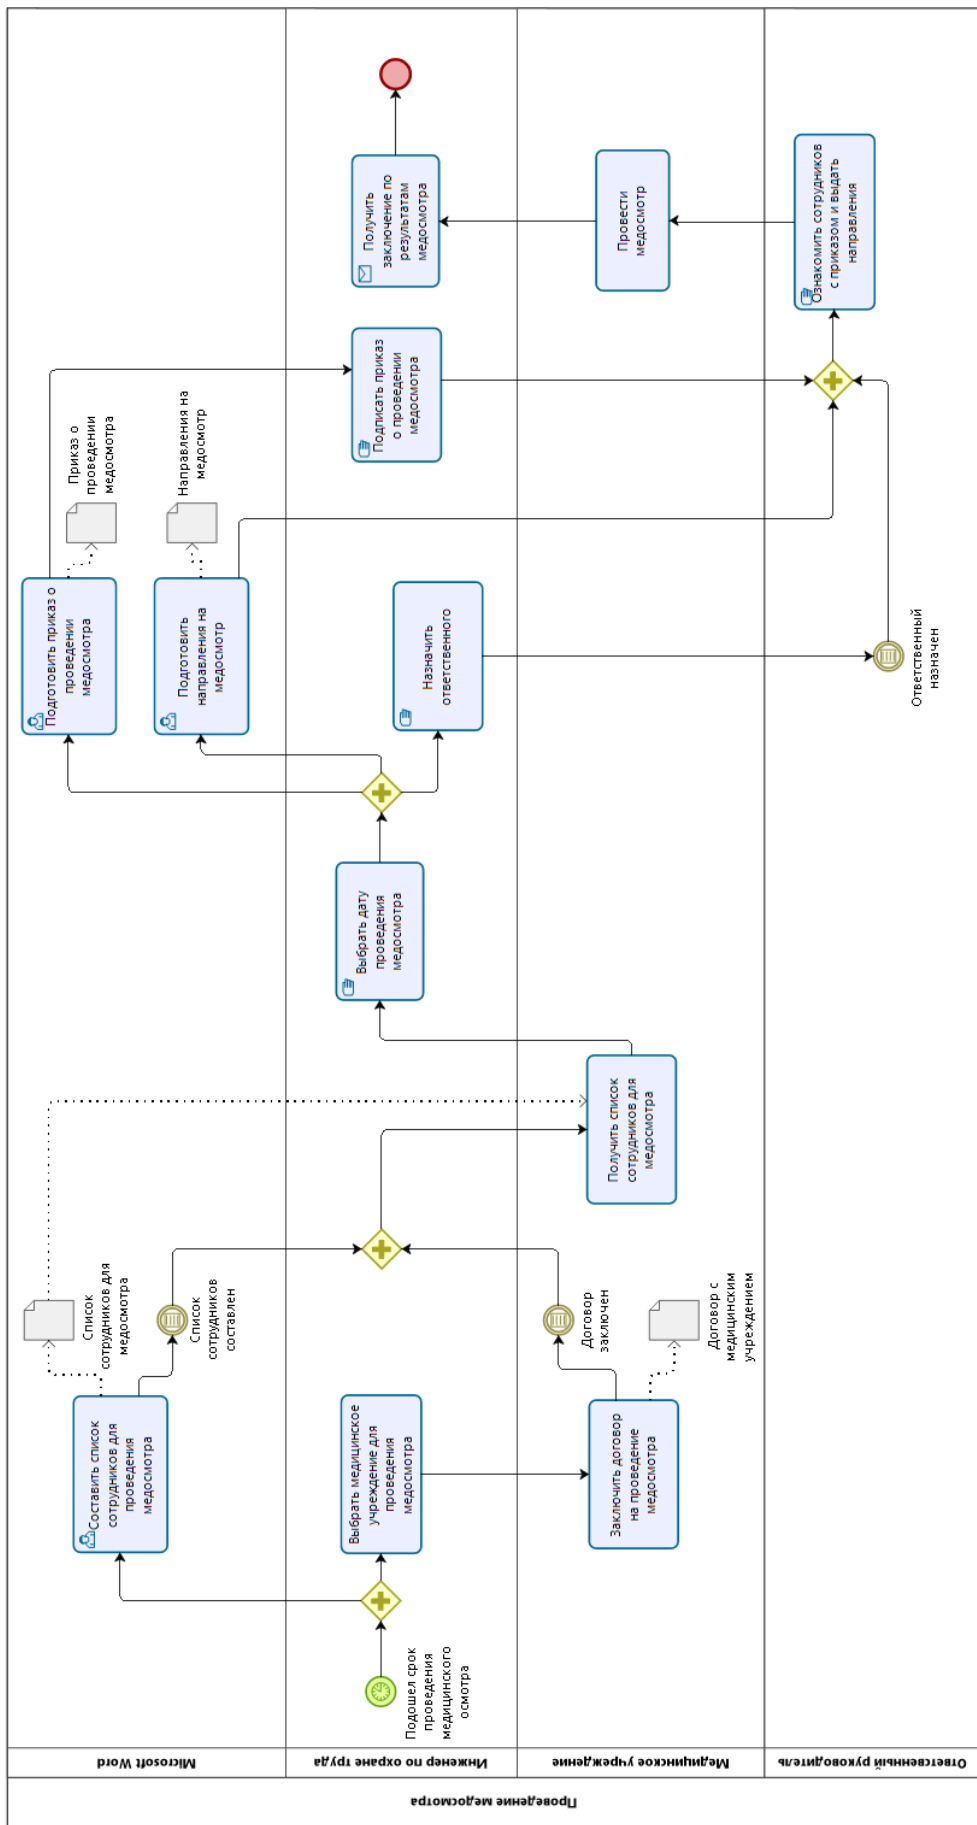 Проведение медосмотра
Microsoft Word
Инженер по охране труда
Медицинское учреждение
Ответсвенный руководитель
Подошел срок
проведения
медицинского
осмотра
Составить список
сотрудников для
проведения
медосмотра
Список
сотрудников для
медосмотра
Список
сотрудников
составлен
Выбрать медицинское
учреждение для
проведения
медосмотра
Заключить договор
на проведение
медосмотра
Договор
заключен
Договор с
медицинским
учреждением
Получить список
сотрудников для
медосмотра
Выбрать дату
проведения
медосмотра
Подготовить приказ о
проведении
медосмотра
Приказ о
проведении
медосмотра
Подготовить
направления на
медосмотр
Направления на
медосмотр
Назначить
ответственного
Ответственный
назначен
Подписать приказ
о проведении
медосмотра
Ознакомить сотрудников
с приказом и выдать
направления
Провести
медосмотр
Получить
заключение по
результатам
медосмотра